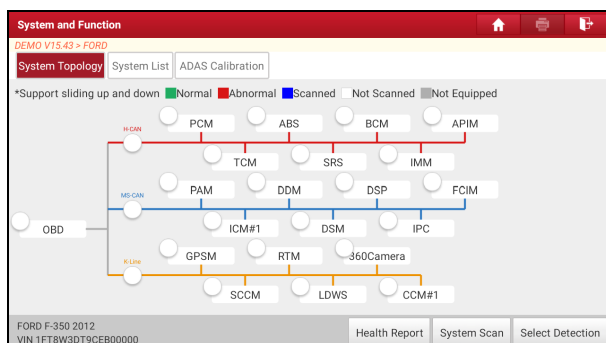 System and Function
DEMO V15.43 > FORD
System Topology System List ADAS Calibration
*Support sliding up and down Normal Abnormal Scanned Not Scanned Not Equipped
PCM ABS BCM APIM
H-CAN
TCM SRS IMM
PAM DDM DSP FCIM
MS-CAN
ICM#1 DSM IPC
OBD
GPSM RTM 360Camera
K-Line
SCCM LDWS CCM#1
FORD F-350 2012
VIN 1FT8W3DT9CEB00000
Health Report System Scan Select Detection